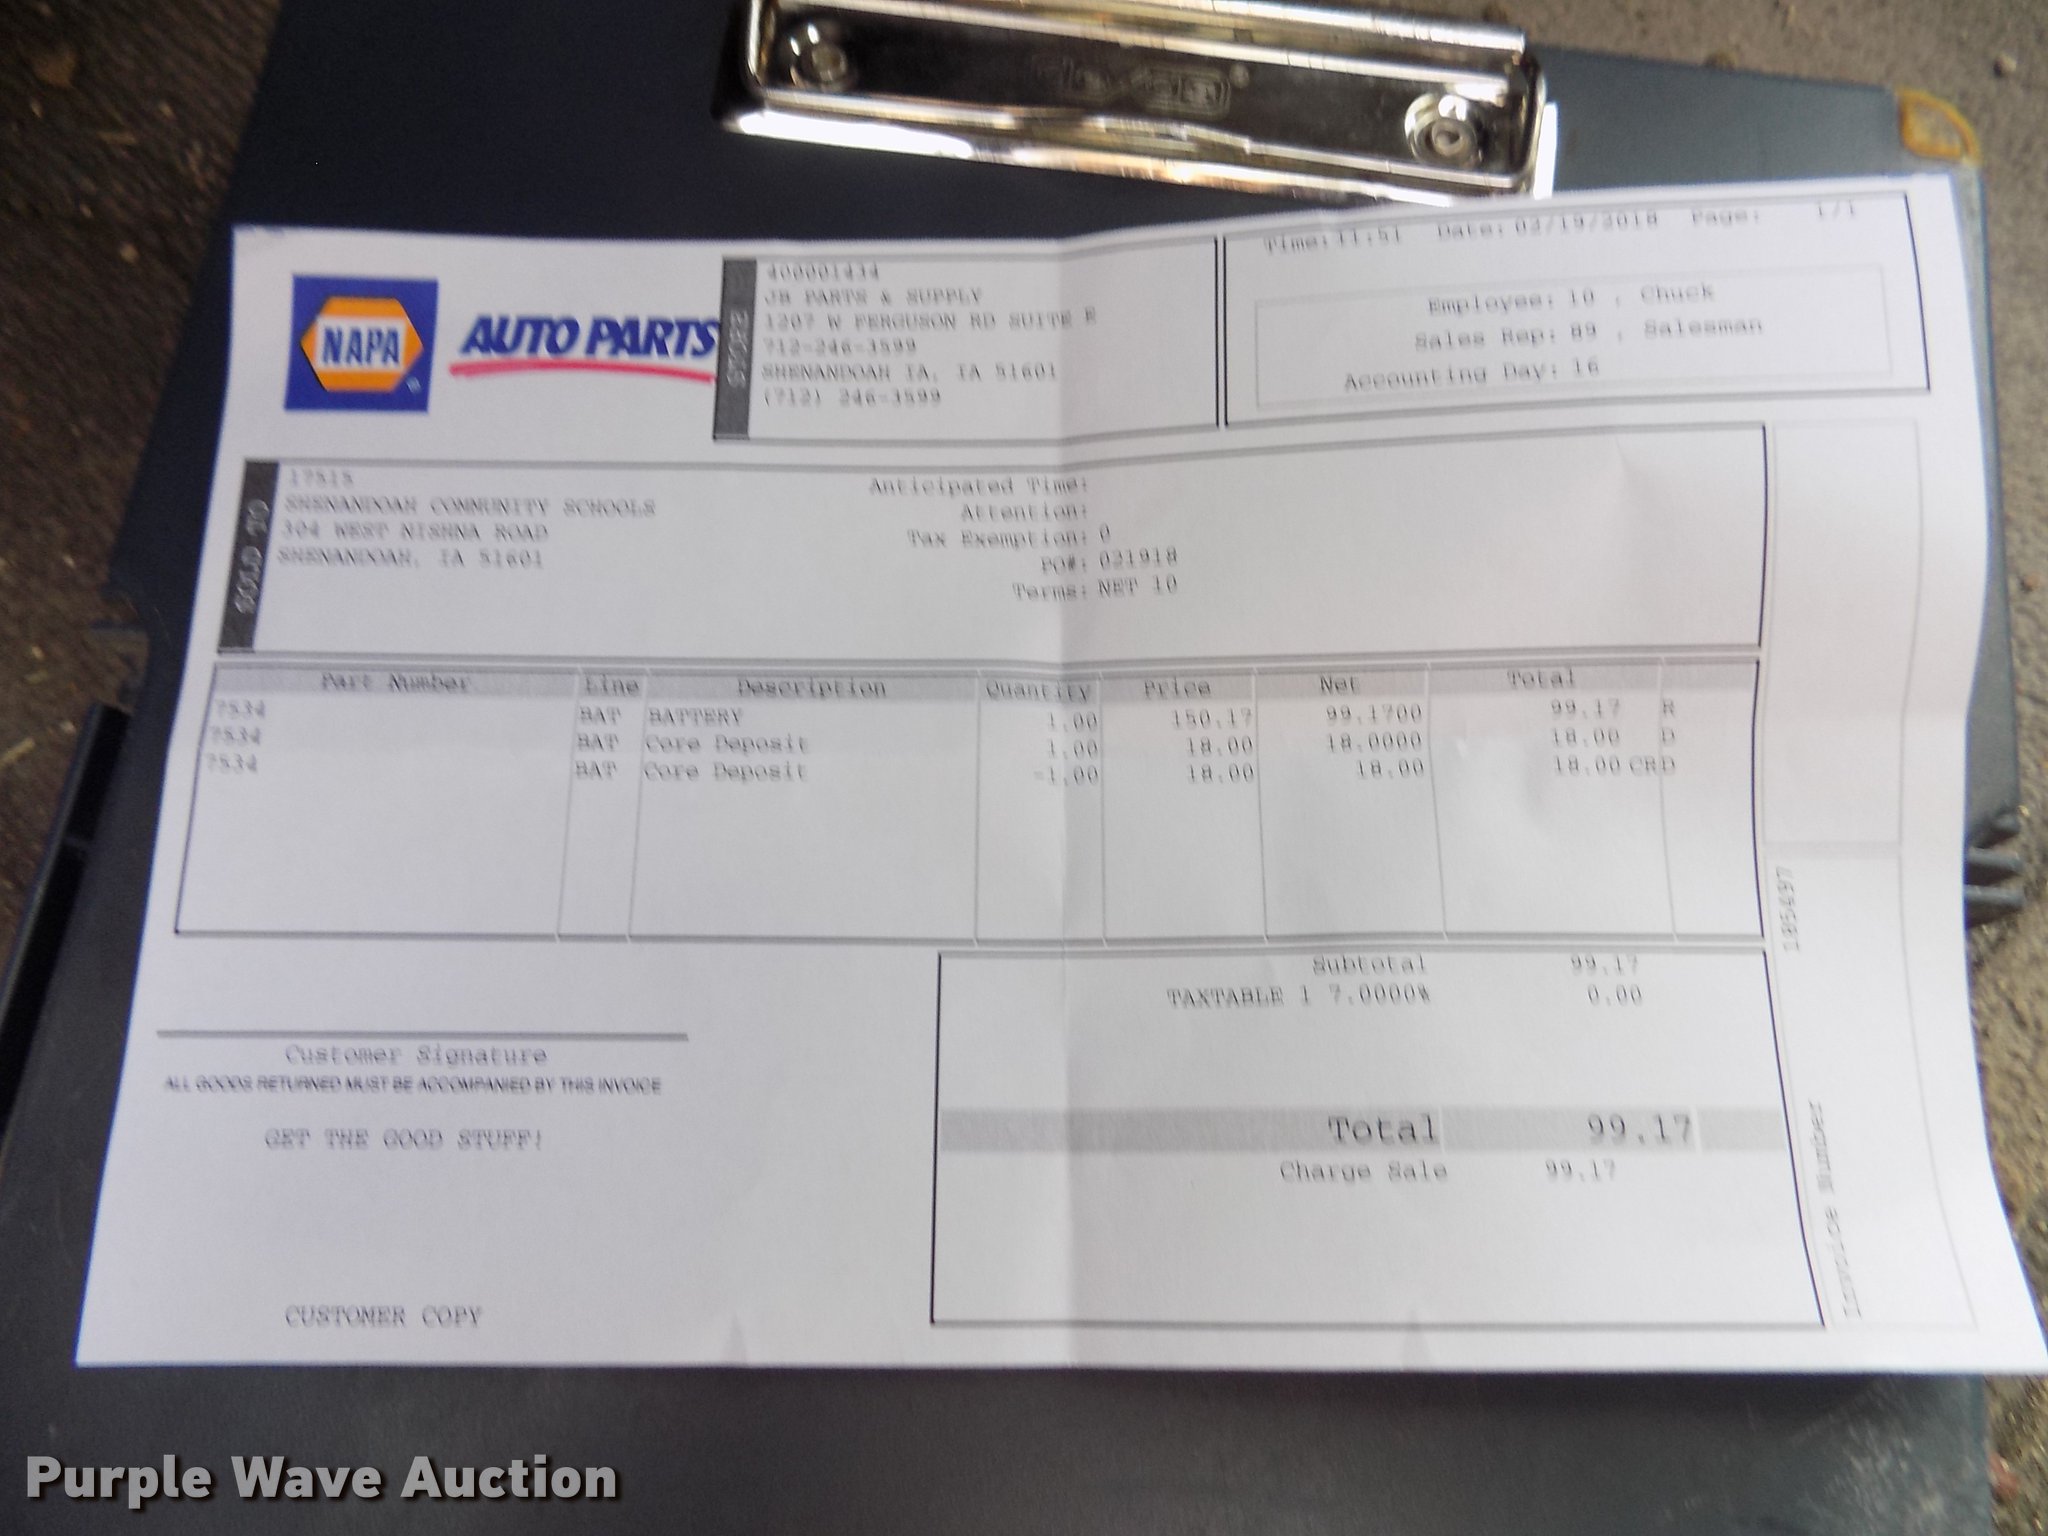 Time: 11:51 Date: 02/19/2018 Page: 1/1
NAPA
AUTO PARTS
STORE
400001434
JB PARTS & SUPPLY
1207 W FERGUSON RD SUITE E
712-246-3599
SHENANDOAH IA, IA 51601
(712) 246-3599
Employee: 10 , Chuck
Sales Rep: 89 , Salesman
Accounting Day: 16
SOLD TO
17515
SHENANDOAH COMMUNITY SCHOOLS
304 WEST NISHNA ROAD
SHENANDOAH, IA 51601
Anticipated Time:
Attention:
Tax Exemption: 0
PO#: 021918
Terms: NET 10
Part Number Line Description Quantity Price Net Total
7534 BAT BATTERY 1.00 150.17 99.1700 99.17 R
7534 BAT Core Deposit 1.00 18.00 18.0000 18.00 D
7534 BAT Core Deposit -1.00 18.00 18.00 18.00 CRD
Subtotal 99.17
TAXTABLE 1 7.0000% 0.00
Total 99.17
Charge Sale 99.17
Customer Signature
ALL GOODS RETURNED MUST BE ACCOMPANIED BY THIS INVOICE
GET THE GOOD STUFF!
CUSTOMER COPY
Invoice Number
Purple Wave Auction